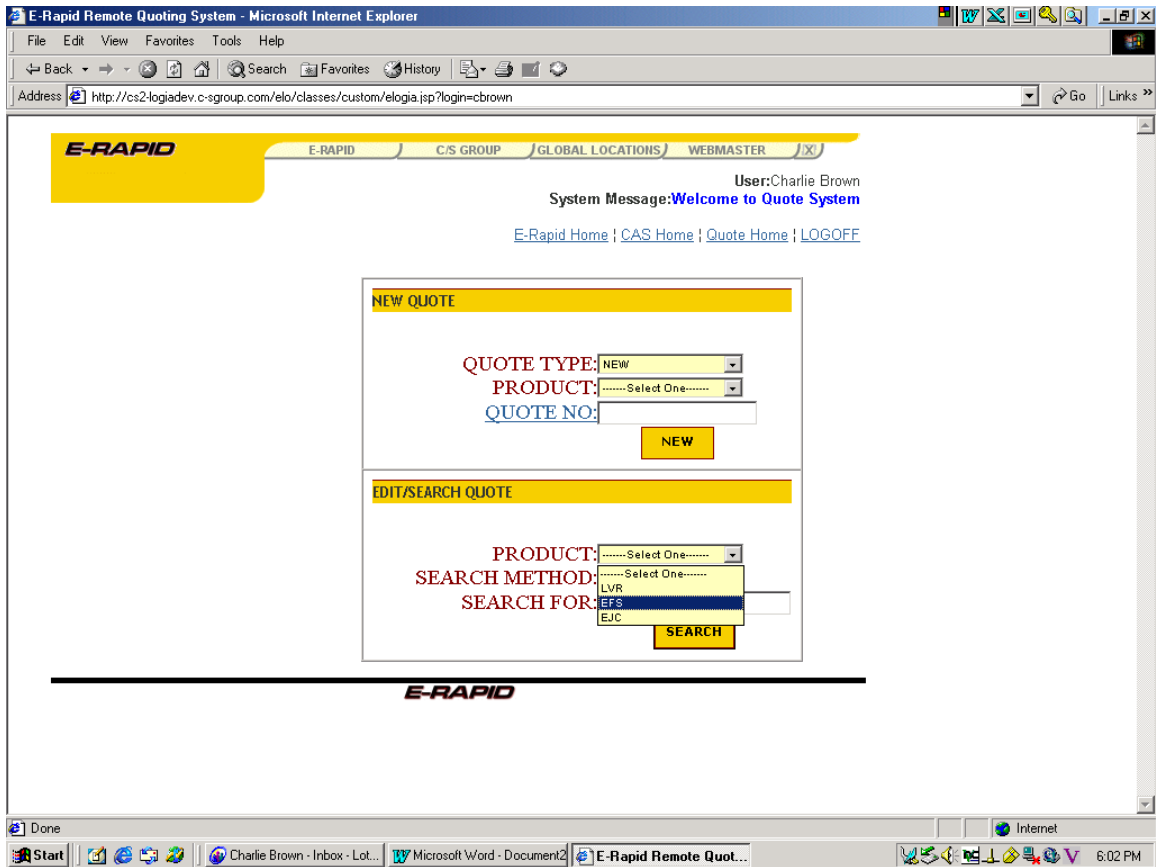 E-Rapid Remote Quoting System - Microsoft Internet Explorer
File Edit View Favorites Tools Help
Back Search Favorites History
Address http://cs2-logiadev.c-sgroup.com/elo/classes/custom/elogia.jsp?login=cbrown Go Links »
E-RAPID E-RAPID C/S GROUP GLOBAL LOCATIONS WEBMASTER [X]
User:Charlie Brown
System Message:Welcome to Quote System
E-Rapid Home ¦ CAS Home ¦ Quote Home ¦ LOGOFF
NEW QUOTE
QUOTE TYPE: NEW
PRODUCT: -------Select One-------
QUOTE NO:
NEW
EDIT/SEARCH QUOTE
PRODUCT: -------Select One-------
SEARCH METHOD: -------Select One-------
LVR
SEARCH FOR: EFS
EJC
SEARCH
E-RAPID
Done Internet
Start Charlie Brown - Inbox - Lot... Microsoft Word - Document2 E-Rapid Remote Quot... 6:02 PM